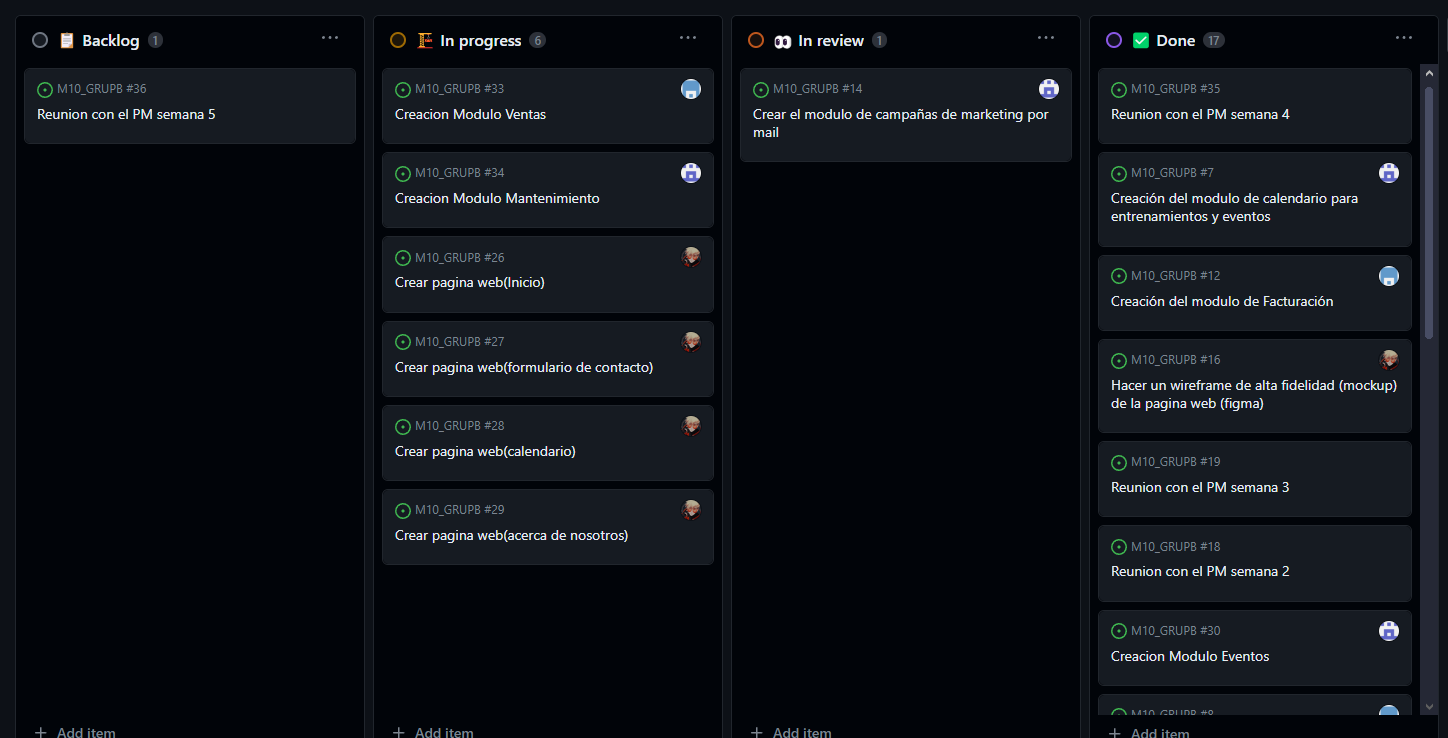 Backlog 1
M10_GRUPB #36
Reunion con el PM semana 5
Add item
In progress 6
M10_GRUPB #33
Creacion Modulo Ventas
M10_GRUPB #34
Creacion Modulo Mantenimiento
M10_GRUPB #26
Crear pagina web(Inicio)
M10_GRUPB #27
Crear pagina web(formulario de contacto)
M10_GRUPB #28
Crear pagina web(calendario)
M10_GRUPB #29
Crear pagina web(acerca de nosotros)
Add item
In review 1
M10_GRUPB #14
Crear el modulo de campañas de marketing por
mail
Add item
Done 17
M10_GRUPB #35
Reunion con el PM semana 4
M10_GRUPB #7
Creación del modulo de calendario para
entrenamientos y eventos
M10_GRUPB #12
Creación del modulo de Facturación
M10_GRUPB #16
Hacer un wireframe de alta fidelidad (mockup)
de la pagina web (figma)
M10_GRUPB #19
Reunion con el PM semana 3
M10_GRUPB #18
Reunion con el PM semana 2
M10_GRUPB #30
Creacion Modulo Eventos
M10_GRUPB #8
Add item